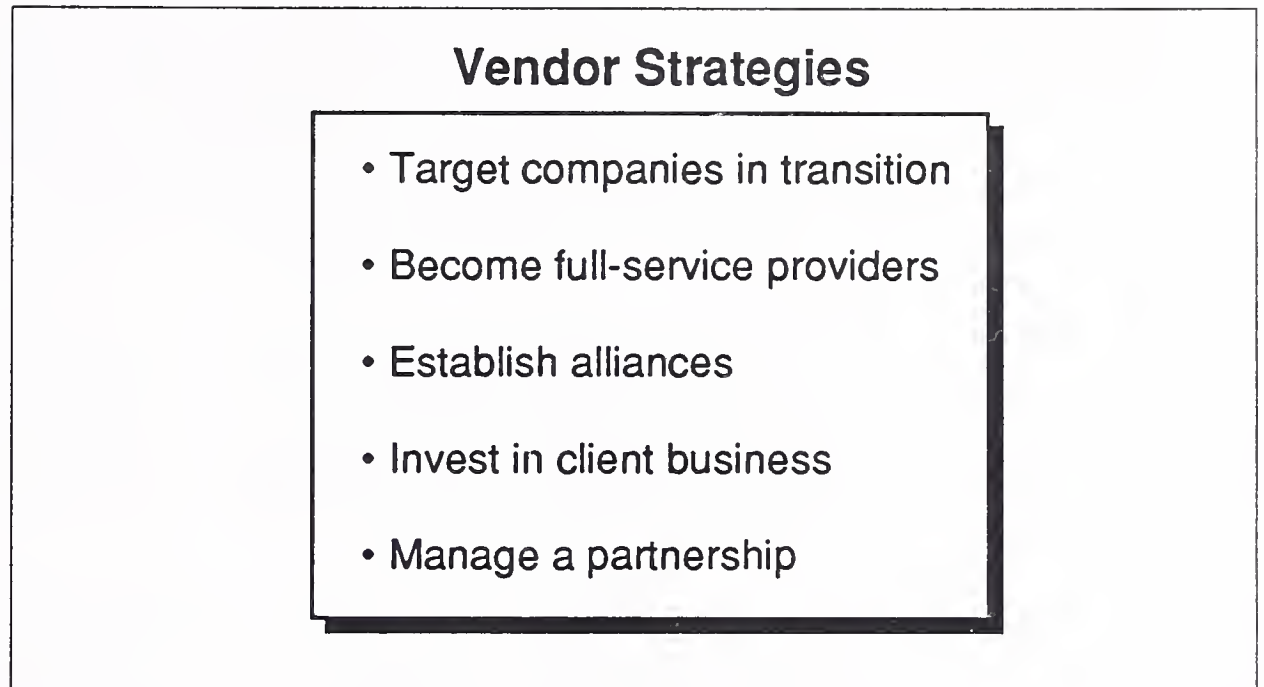 Vendor Strategies
• Target companies in transition
• Become full-service providers
• Establish alliances
• Invest in client business
• Manage a partnership